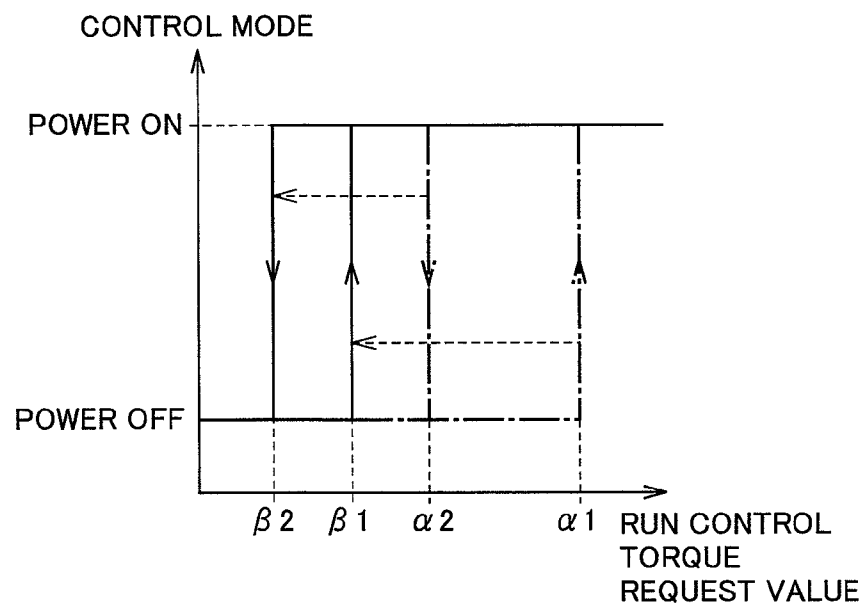 CONTROL MODE
POWER ON
POWER OFF
β2 β1 α2 α1
RUN CONTROL
TORQUE
REQUEST VALUE